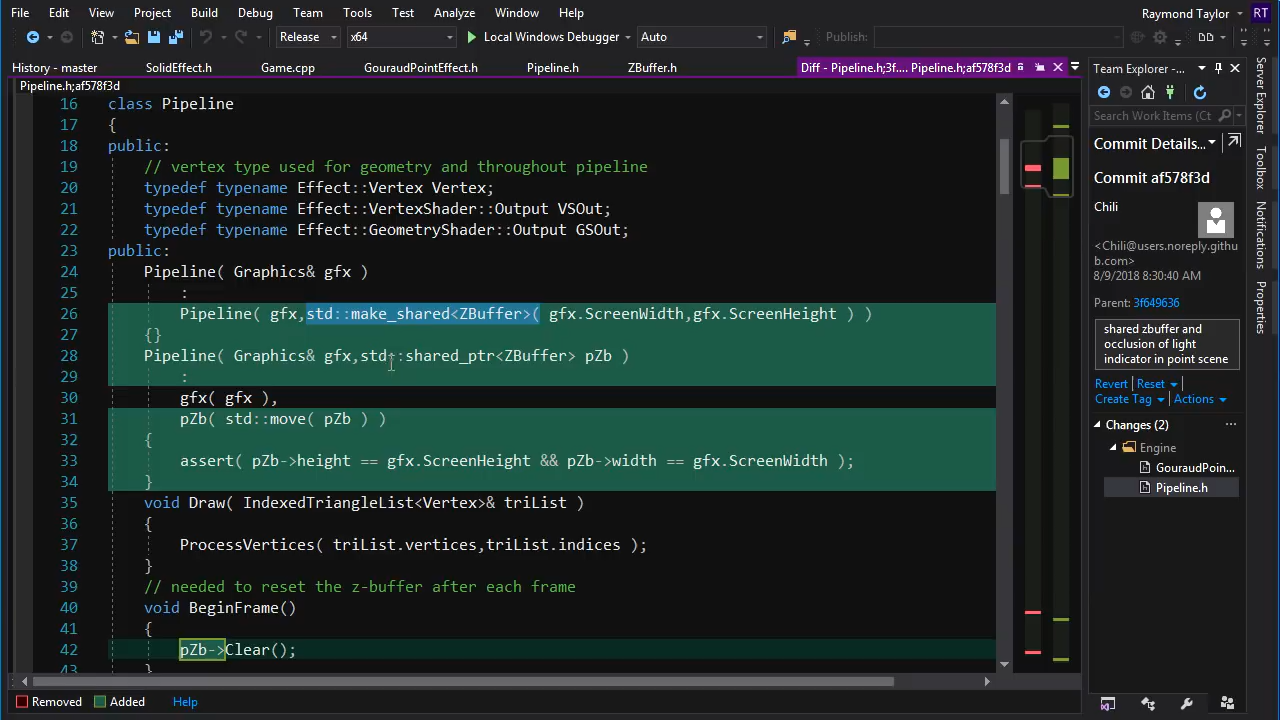 File Edit View Project Build Debug Team Tools Test Analyze Window Help Raymond Taylor RT
Release x64 Local Windows Debugger Auto Publish:
History - master SolidEffect.h Game.cpp GouraudPointEffect.h Pipeline.h ZBuffer.h Diff - Pipeline.h;3f.... Pipeline.h;af578f3d
Pipeline.h;af578f3d
16 class Pipeline
17 {
18 public:
19 // vertex type used for geometry and throughout pipeline
20 typedef typename Effect::Vertex Vertex;
21 typedef typename Effect::VertexShader::Output VSOut;
22 typedef typename Effect::GeometryShader::Output GSOut;
23 public:
24 Pipeline( Graphics& gfx )
25 :
26 Pipeline( gfx,std::make_shared<ZBuffer>( gfx.ScreenWidth,gfx.ScreenHeight ) )
27 {}
28 Pipeline( Graphics& gfx,std::shared_ptr<ZBuffer> pZb )
29 :
30 gfx( gfx ),
31 pZb( std::move( pZb ) )
32 {
33 assert( pZb->height == gfx.ScreenHeight && pZb->width == gfx.ScreenWidth );
34 }
35 void Draw( IndexedTriangleList<Vertex>& triList )
36 {
37 ProcessVertices( triList.vertices,triList.indices );
38 }
39 // needed to reset the z-buffer after each frame
40 void BeginFrame()
41 {
42 pZb->Clear();
43 }
Removed Added Help
Team Explorer -...
Search Work Items (Ct
Commit Details...
Commit af578f3d
Chili
<Chili@users.noreply.githu
b.com>
8/9/2018 8:30:40 AM
Parent: 3f649636
shared zbuffer and
occlusion of light
indicator in point scene
Revert Reset
Create Tag Actions
Changes (2)
Engine
GouraudPoin...
Pipeline.h
Server Explorer
Toolbox
Notifications
Properties